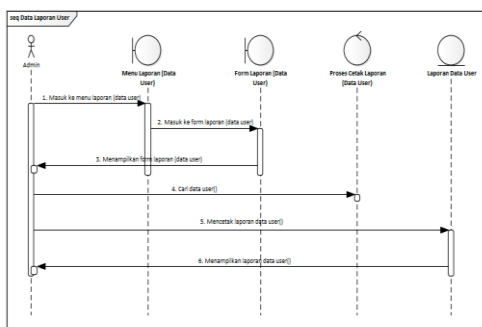 seq Data Laporan User
Admin
Menu Laporan (Data
User)
Form Laporan (Data
User)
Proses Cetak Laporan
(Data User)
Laporan Data User
1. Masuk ke menu laporan (data user)
2. Masuk ke form laporan (data user)
3. Menampilkan form laporan (data user)
4. Cari data user()
5. Mencetak laporan data user()
6. Menampilkan laporan data user()